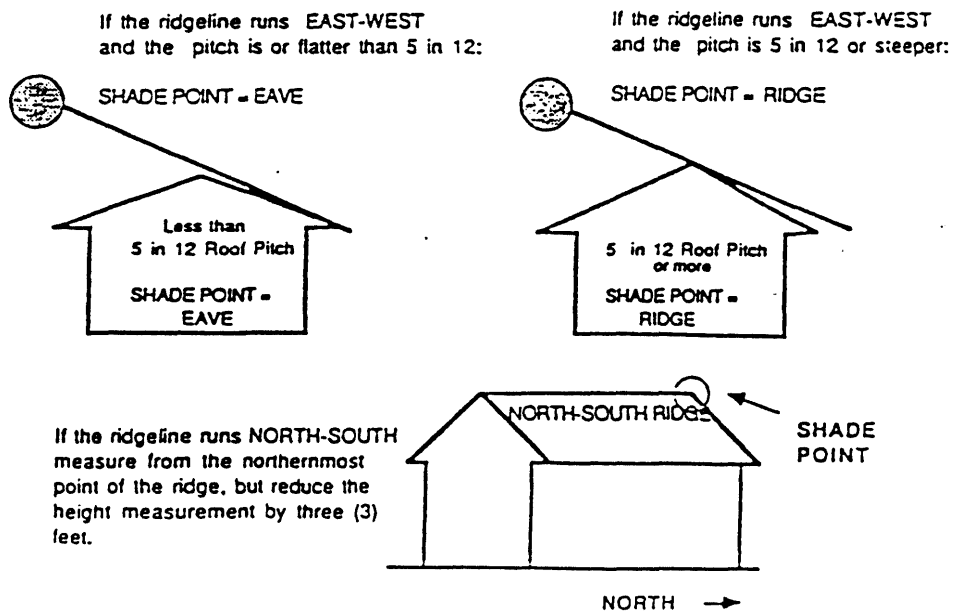 If the ridgeline runs EAST-WEST
and the pitch is or flatter than 5 in 12:
SHADE POINT = EAVE
Less than
5 in 12 Roof Pitch
SHADE POINT =
EAVE
If the ridgeline runs EAST-WEST
and the pitch is 5 in 12 or steeper:
SHADE POINT = RIDGE
5 in 12 Roof Pitch
or more
SHADE POINT =
RIDGE
If the ridgeline runs NORTH-SOUTH
measure from the northernmost
point of the ridge, but reduce the
height measurement by three (3)
feet.
NORTH-SOUTH RIDGE
SHADE
POINT
NORTH